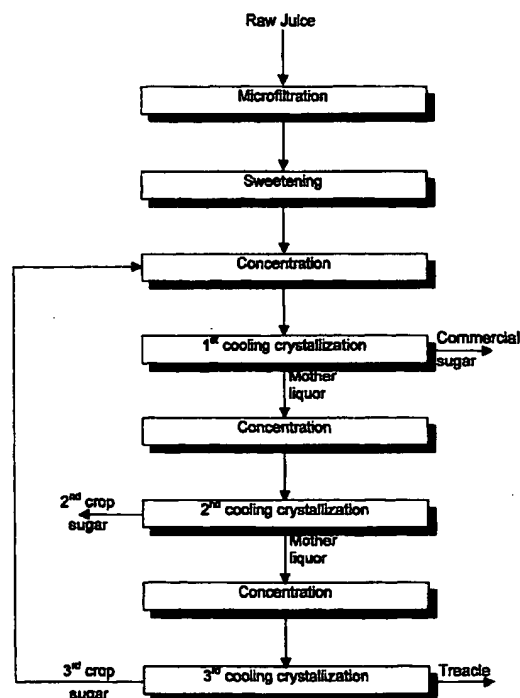 Raw Juice
Microfiltration
Sweetening
Concentration
1st cooling crystallization
Commercial
sugar
Mother
liquor
Concentration
2nd crop
sugar
2nd cooling crystallization
Mother
liquor
Concentration
3rd crop
sugar
3rd cooling crystallization
Treacle